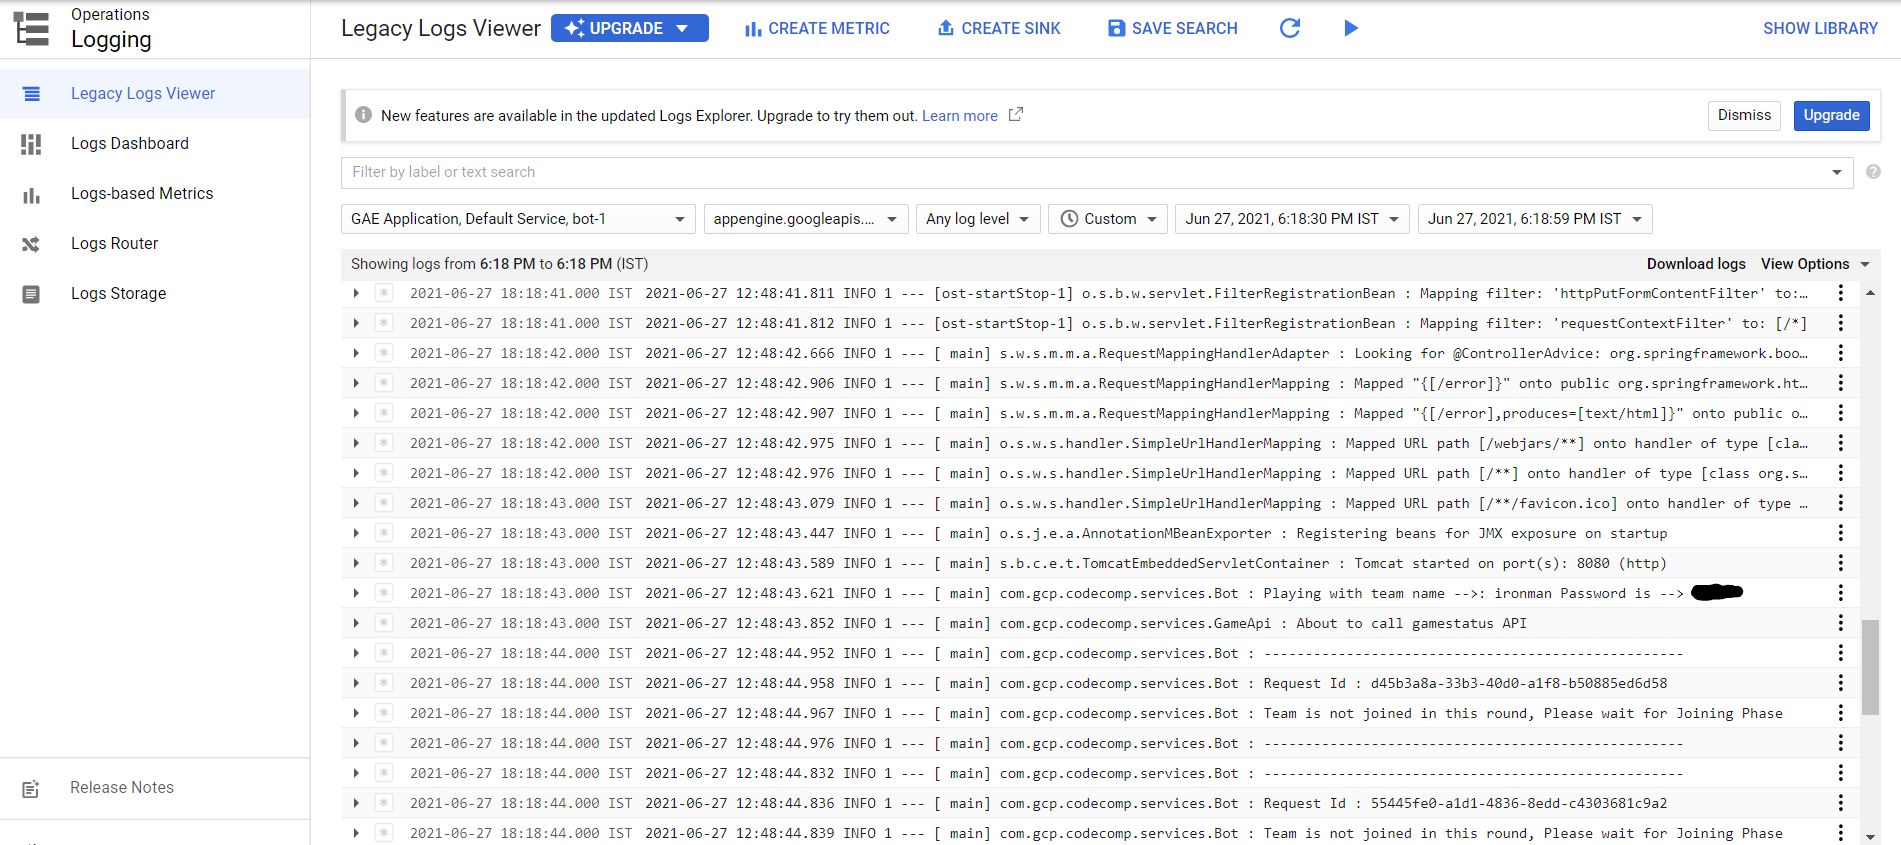 Operations
Logging
Legacy Logs Viewer
Logs Dashboard
Logs-based Metrics
Logs Router
Logs Storage
Release Notes
Legacy Logs Viewer UPGRADE CREATE METRIC CREATE SINK SAVE SEARCH SHOW LIBRARY
New features are available in the updated Logs Explorer. Upgrade to try them out. Learn more Dismiss Upgrade
Filter by label or text search
GAE Application, Default Service, bot-1 appengine.googleapis.... Any log level Custom Jun 27, 2021, 6:18:30 PM IST Jun 27, 2021, 6:18:59 PM IST
Showing logs from 6:18 PM to 6:18 PM (IST) Download logs View Options
2021-06-27 18:18:41.000 IST 2021-06-27 12:48:41.811 INFO 1 --- [ost-startStop-1] o.s.b.w.servlet.FilterRegistrationBean : Mapping filter: 'httpPutFormContentFilter' to:…
2021-06-27 18:18:41.000 IST 2021-06-27 12:48:41.812 INFO 1 --- [ost-startStop-1] o.s.b.w.servlet.FilterRegistrationBean : Mapping filter: 'requestContextFilter' to: [/*]
2021-06-27 18:18:42.000 IST 2021-06-27 12:48:42.666 INFO 1 --- [ main] s.w.s.m.m.a.RequestMappingHandlerAdapter : Looking for @ControllerAdvice: org.springframework.boo…
2021-06-27 18:18:42.000 IST 2021-06-27 12:48:42.906 INFO 1 --- [ main] s.w.s.m.m.a.RequestMappingHandlerMapping : Mapped "{[/error]}" onto public org.springframework.ht…
2021-06-27 18:18:42.000 IST 2021-06-27 12:48:42.907 INFO 1 --- [ main] s.w.s.m.m.a.RequestMappingHandlerMapping : Mapped "{[/error],produces=[text/html]}" onto public o…
2021-06-27 18:18:42.000 IST 2021-06-27 12:48:42.975 INFO 1 --- [ main] o.s.w.s.handler.SimpleUrlHandlerMapping : Mapped URL path [/webjars/**] onto handler of type [cla…
2021-06-27 18:18:42.000 IST 2021-06-27 12:48:42.976 INFO 1 --- [ main] o.s.w.s.handler.SimpleUrlHandlerMapping : Mapped URL path [/**] onto handler of type [class org.s…
2021-06-27 18:18:43.000 IST 2021-06-27 12:48:43.079 INFO 1 --- [ main] o.s.w.s.handler.SimpleUrlHandlerMapping : Mapped URL path [/**/favicon.ico] onto handler of type …
2021-06-27 18:18:43.000 IST 2021-06-27 12:48:43.447 INFO 1 --- [ main] o.s.j.e.a.AnnotationMBeanExporter : Registering beans for JMX exposure on startup
2021-06-27 18:18:43.000 IST 2021-06-27 12:48:43.589 INFO 1 --- [ main] s.b.c.e.t.TomcatEmbeddedServletContainer : Tomcat started on port(s): 8080 (http)
2021-06-27 18:18:43.000 IST 2021-06-27 12:48:43.621 INFO 1 --- [ main] com.gcp.codecomp.services.Bot : Playing with team name -->: ironman Password is -->
2021-06-27 18:18:43.000 IST 2021-06-27 12:48:43.852 INFO 1 --- [ main] com.gcp.codecomp.services.GameApi : About to call gamestatus API
2021-06-27 18:18:44.000 IST 2021-06-27 12:48:44.952 INFO 1 --- [ main] com.gcp.codecomp.services.Bot : ---------------------------------------------------
2021-06-27 18:18:44.000 IST 2021-06-27 12:48:44.958 INFO 1 --- [ main] com.gcp.codecomp.services.Bot : Request Id : d45b3a8a-33b3-40d0-a1f8-b50885ed6d58
2021-06-27 18:18:44.000 IST 2021-06-27 12:48:44.967 INFO 1 --- [ main] com.gcp.codecomp.services.Bot : Team is not joined in this round, Please wait for Joining Phase
2021-06-27 18:18:44.000 IST 2021-06-27 12:48:44.976 INFO 1 --- [ main] com.gcp.codecomp.services.Bot : ---------------------------------------------------
2021-06-27 18:18:44.000 IST 2021-06-27 12:48:44.832 INFO 1 --- [ main] com.gcp.codecomp.services.Bot : ---------------------------------------------------
2021-06-27 18:18:44.000 IST 2021-06-27 12:48:44.836 INFO 1 --- [ main] com.gcp.codecomp.services.Bot : Request Id : 55445fe0-a1d1-4836-8edd-c4303681c9a2
2021-06-27 18:18:44.000 IST 2021-06-27 12:48:44.839 INFO 1 --- [ main] com.gcp.codecomp.services.Bot : Team is not joined in this round, Please wait for Joining Phase